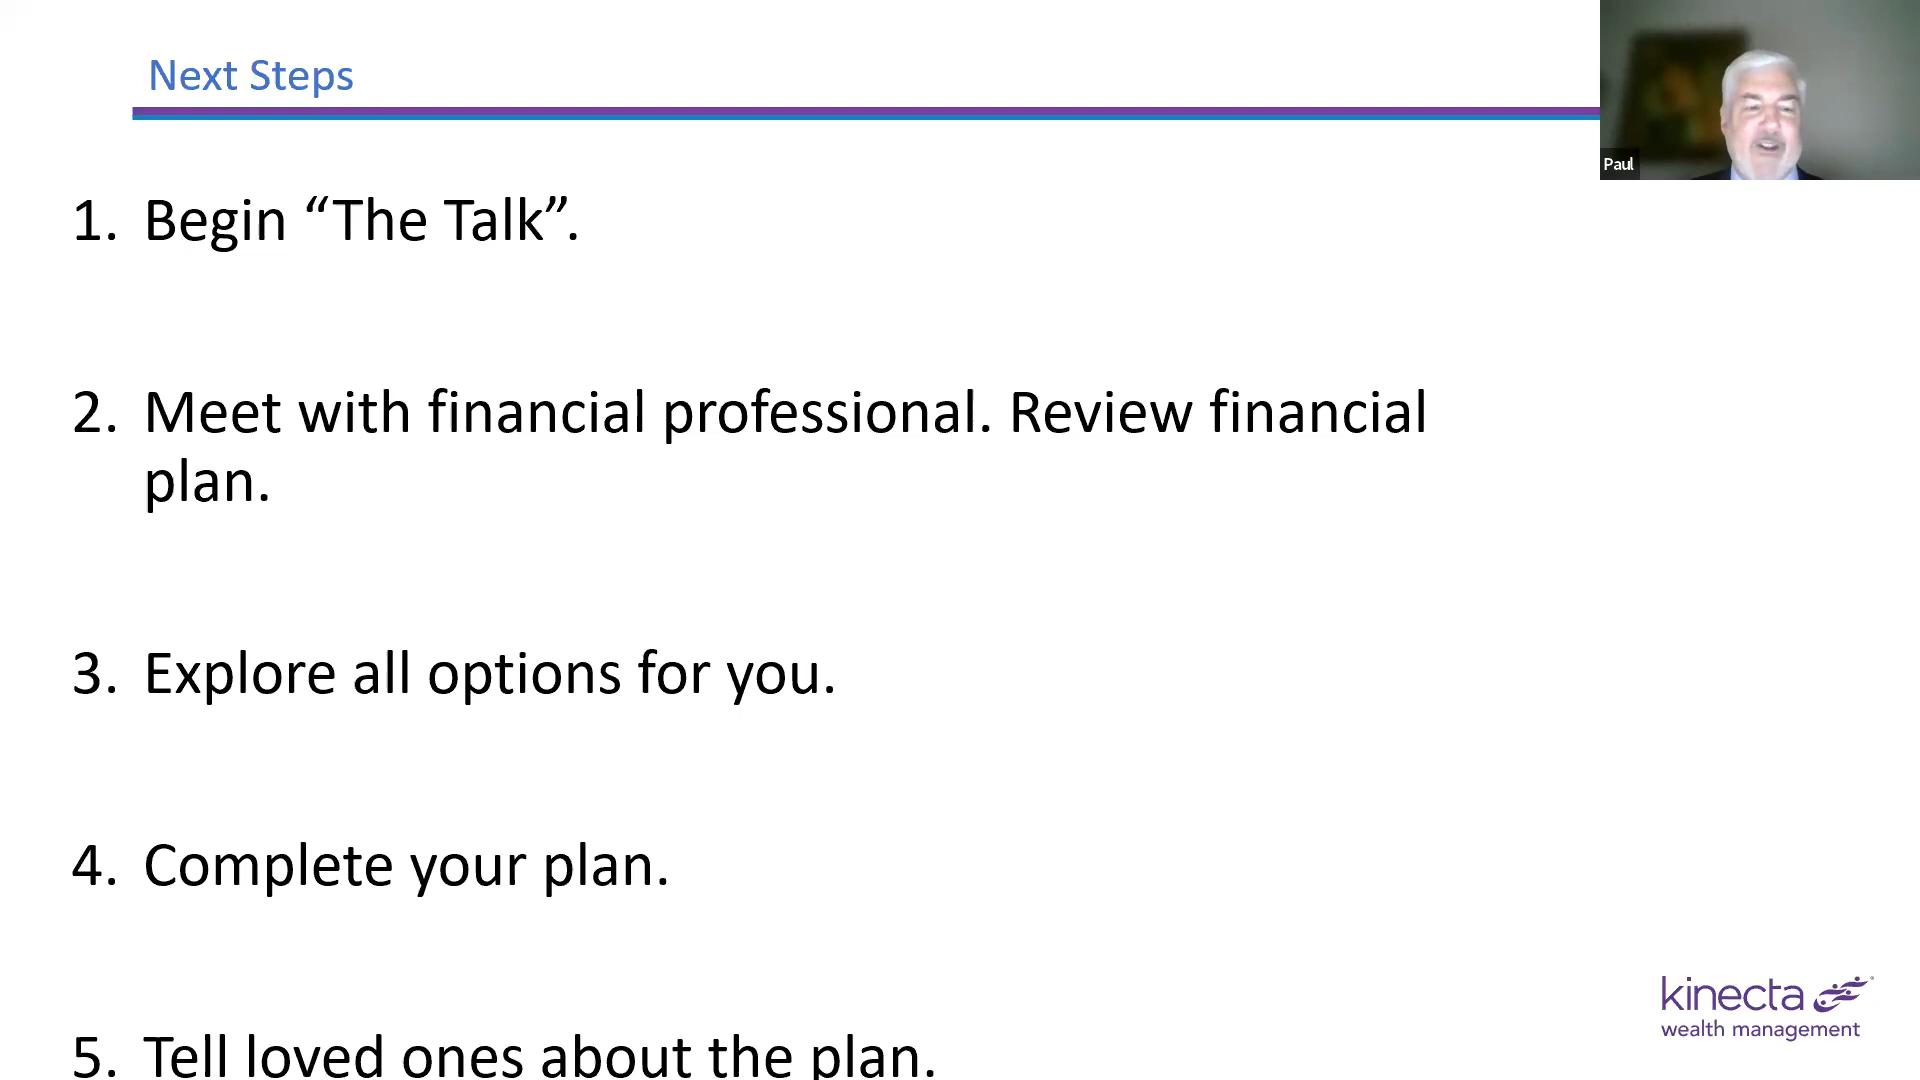 Next Steps
Paul
1. Begin “The Talk”.
2. Meet with financial professional. Review financial
plan.
3. Explore all options for you.
4. Complete your plan.
5. Tell loved ones about the plan.
kinecta
wealth management